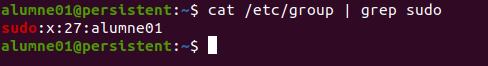 alumne01@persistent:~$ cat /etc/group | grep sudo
sudo:x:27:alumne01
alumne01@persistent:~$